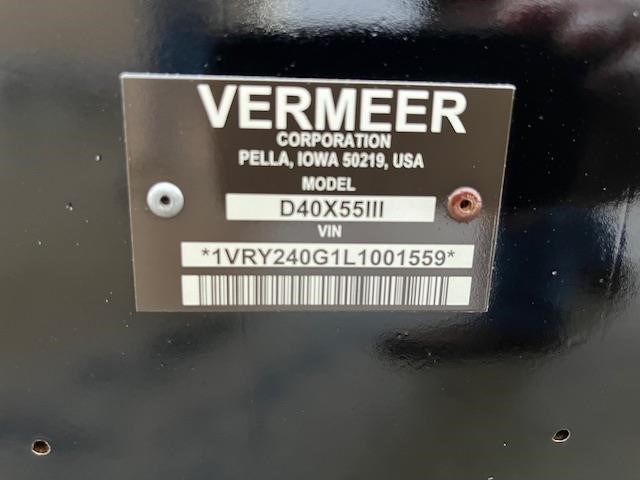 VERMEER
CORPORATION
PELLA, IOWA 50219, USA
MODEL
D40X55III
VIN
*1VRY240G1L1001559*